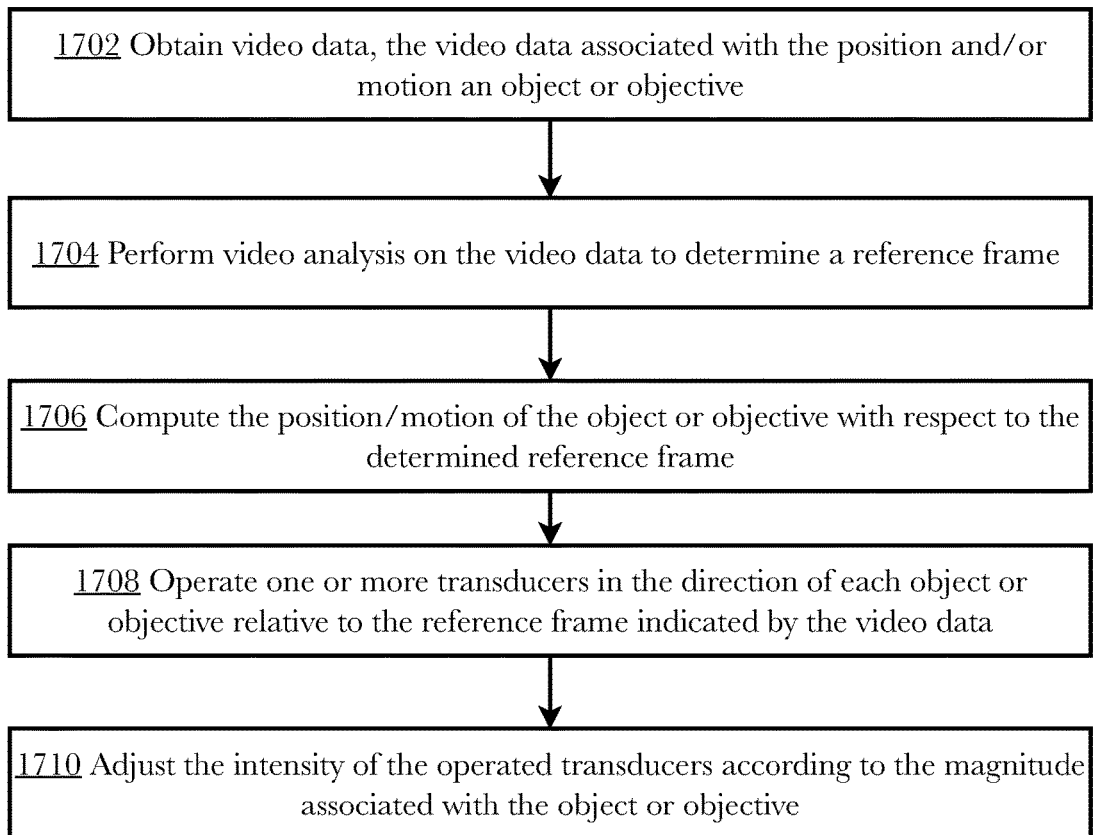 1702 Obtain video data, the video data associated with the position and/or
motion an object or objective
1704 Perform video analysis on the video data to determine a reference frame
1706 Compute the position/motion of the object or objective with respect to the
determined reference frame
1708 Operate one or more transducers in the direction of each object or
objective relative to the reference frame indicated by the video data
1710 Adjust the intensity of the operated transducers according to the magnitude
associated with the object or objective